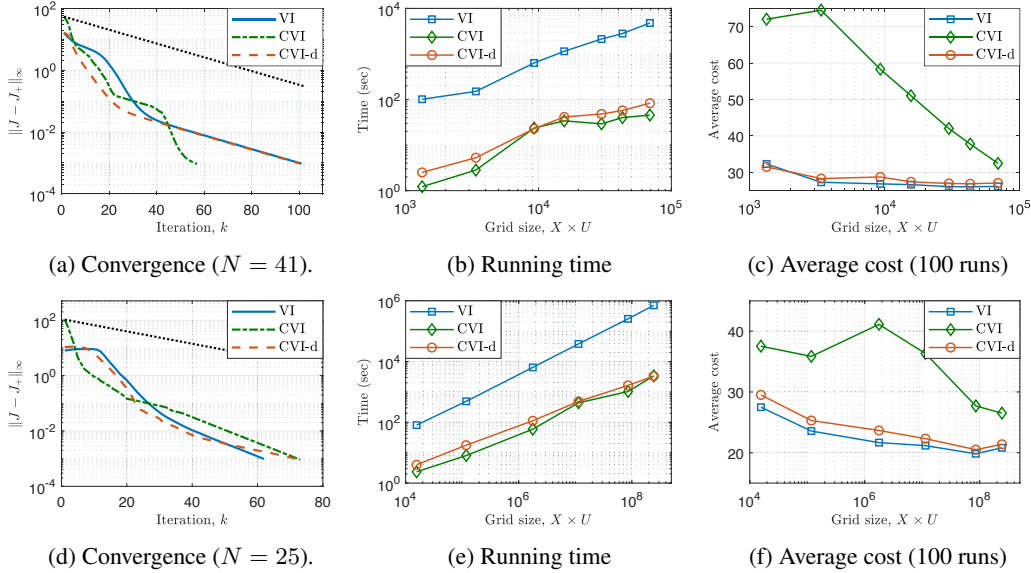 10^2
10^0
10^-2
10^-4
0 20 40 60 80 100
‖J − J_+‖_∞
Iteration, k
VI
CVI
CVI-d
(a) Convergence (N = 41).
10^4
10^2
10^0
10^3 10^4 10^5
Time (sec)
Grid size, X × U
VI
CVI
CVI-d
(b) Running time
70
60
50
40
30
10^3 10^4 10^5
Average cost
Grid size, X × U
VI
CVI
CVI-d
(c) Average cost (100 runs)
10^2
10^0
10^-2
10^-4
0 20 40 60 80
‖J − J_+‖_∞
Iteration, k
VI
CVI
CVI-d
(d) Convergence (N = 25).
10^6
10^4
10^2
10^0
10^4 10^6 10^8
Time (sec)
Grid size, X × U
VI
CVI
CVI-d
(e) Running time
40
30
20
10^4 10^6 10^8
Average cost
Grid size, X × U
VI
CVI
CVI-d
(f) Average cost (100 runs)